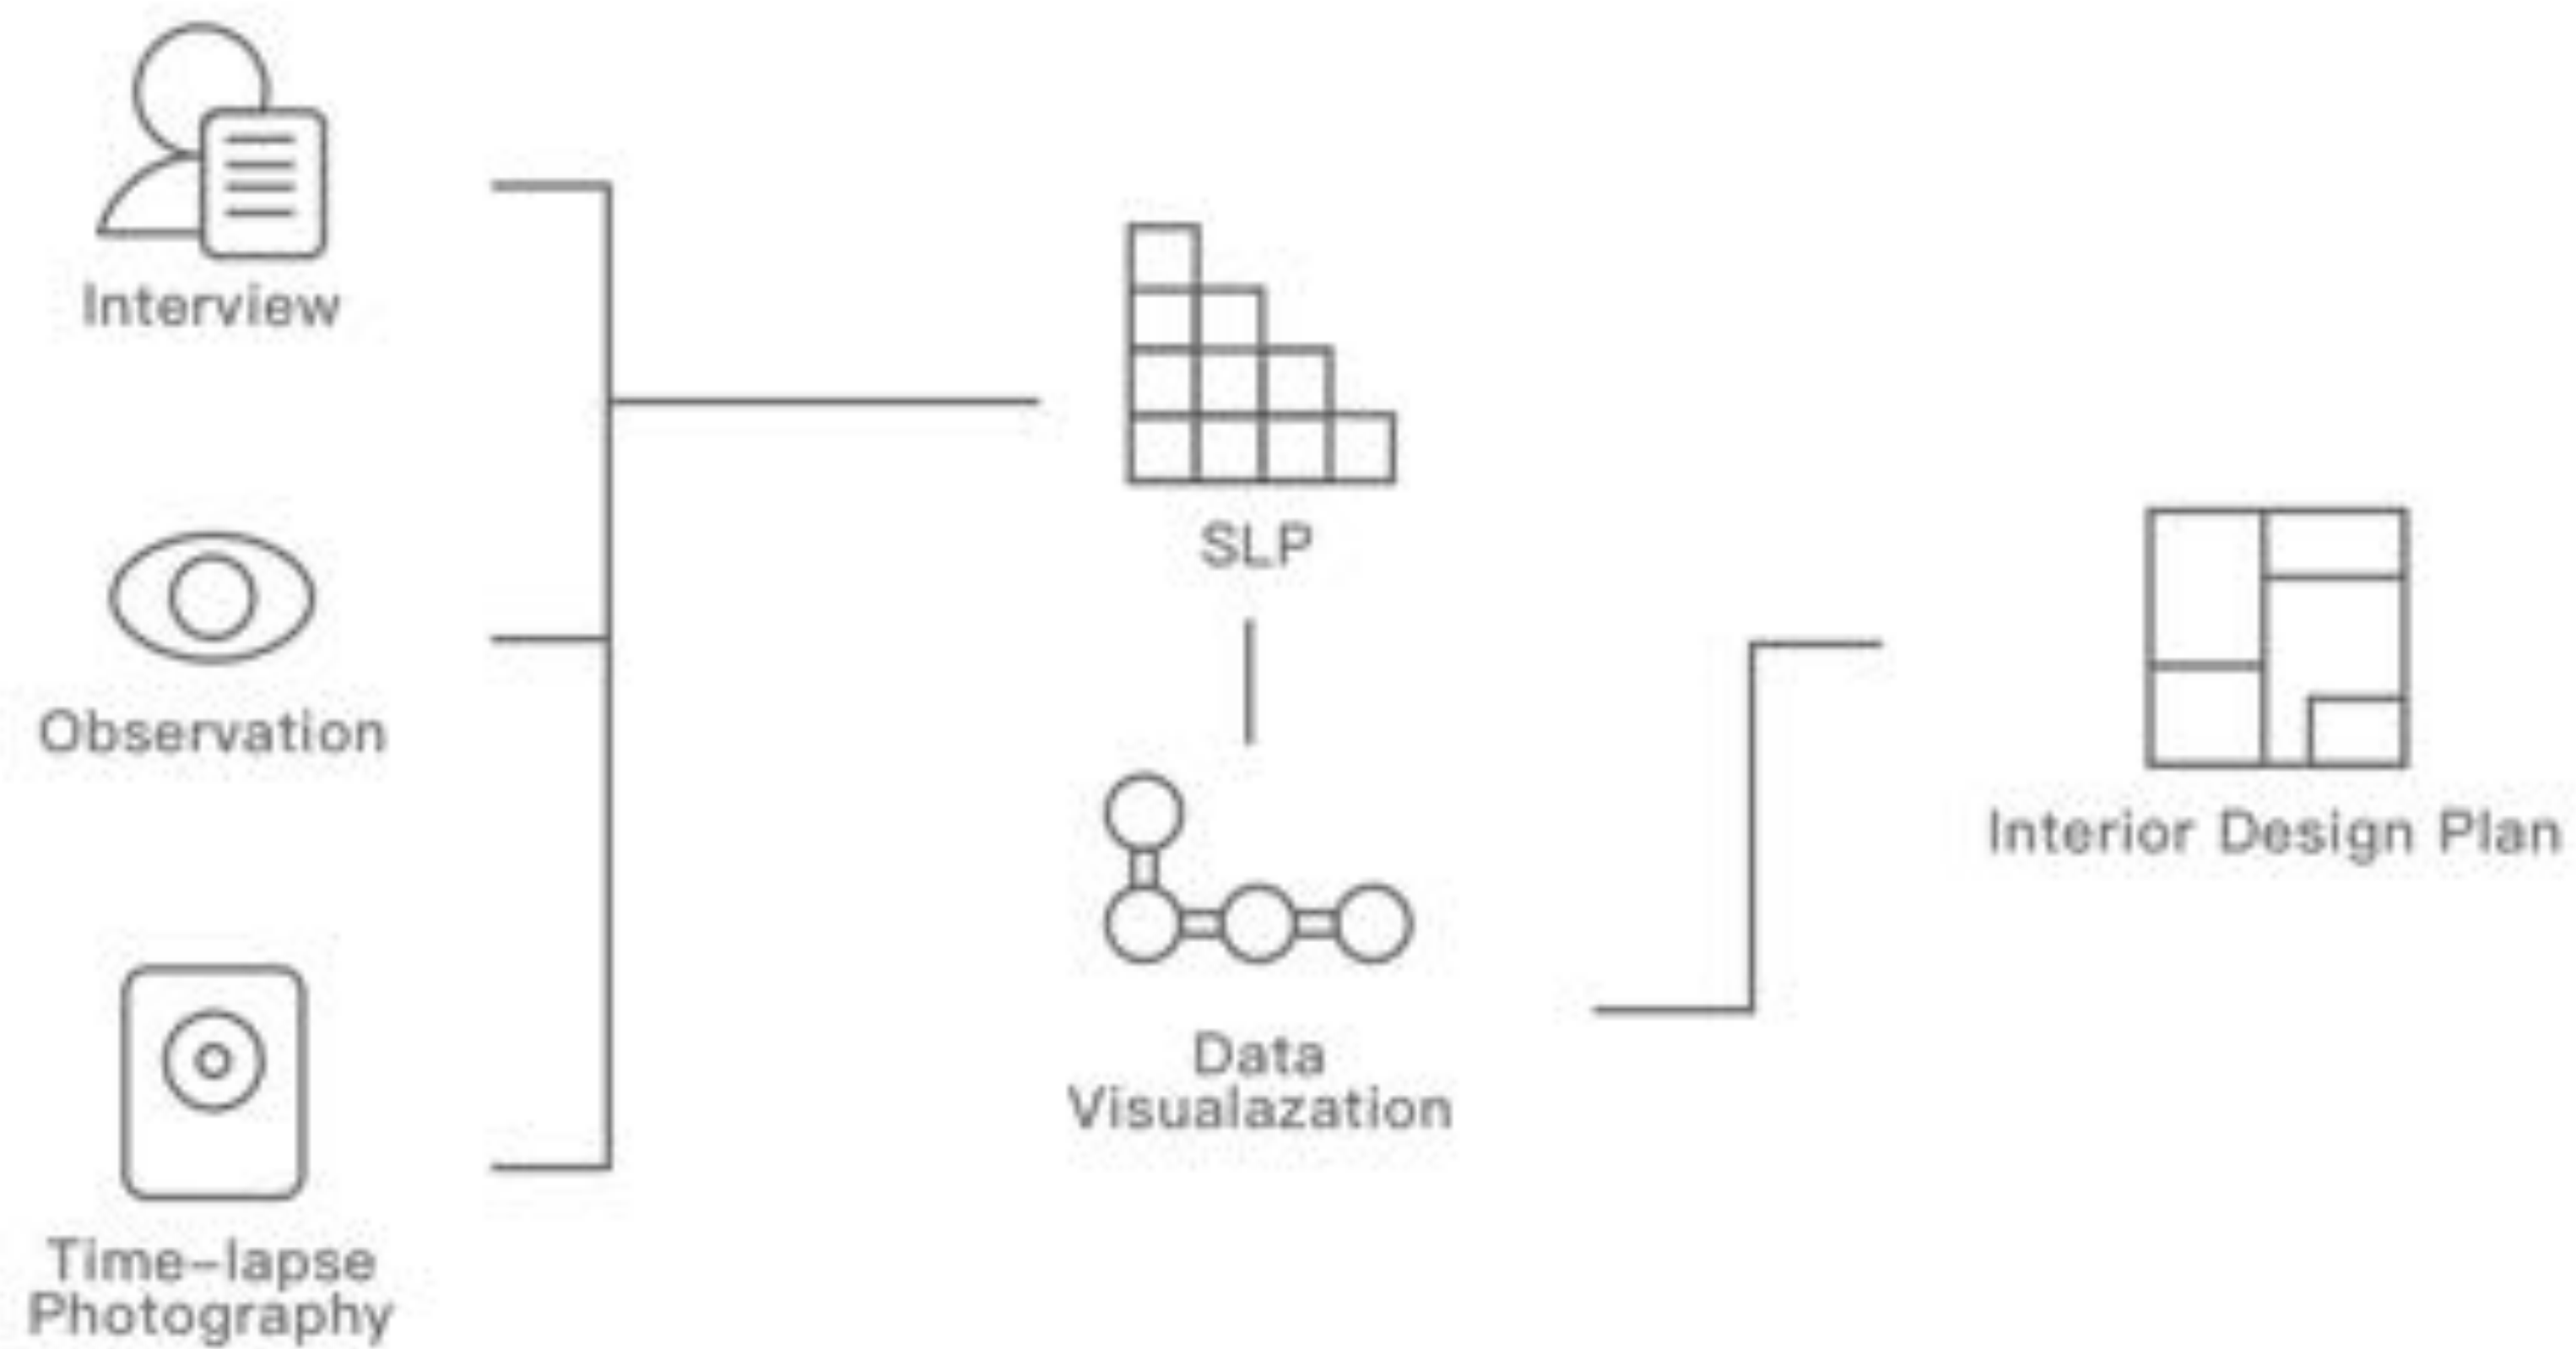 Interview
Observation
Time-lapse
Photography
SLP
Data
Visualazation
Interior Design Plan